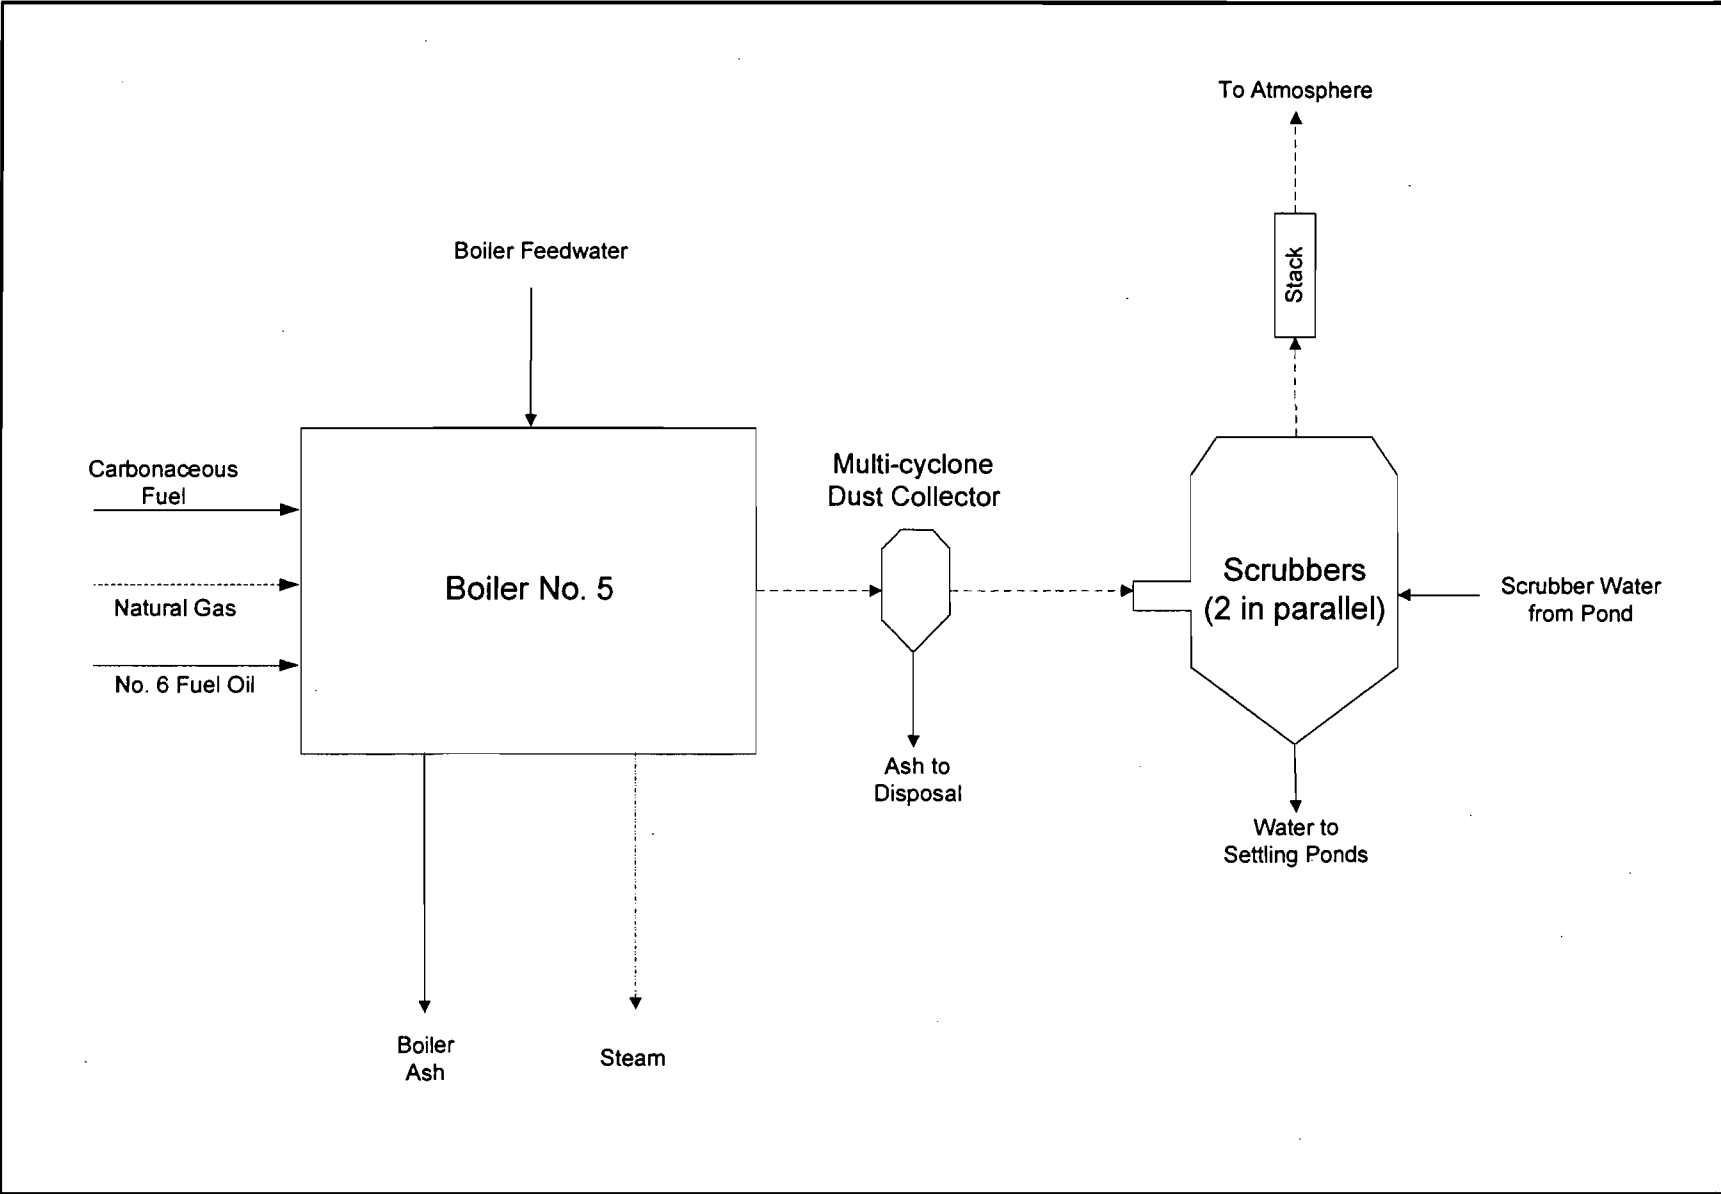 To Atmosphere
Stack
Boiler Feedwater
Carbonaceous
Fuel
Natural Gas
No. 6 Fuel Oil
Boiler No. 5
Multi-cyclone
Dust Collector
Scrubbers
(2 in parallel)
Scrubber Water
from Pond
Ash to
Disposal
Water to
Settling Ponds
Boiler
Ash
Steam